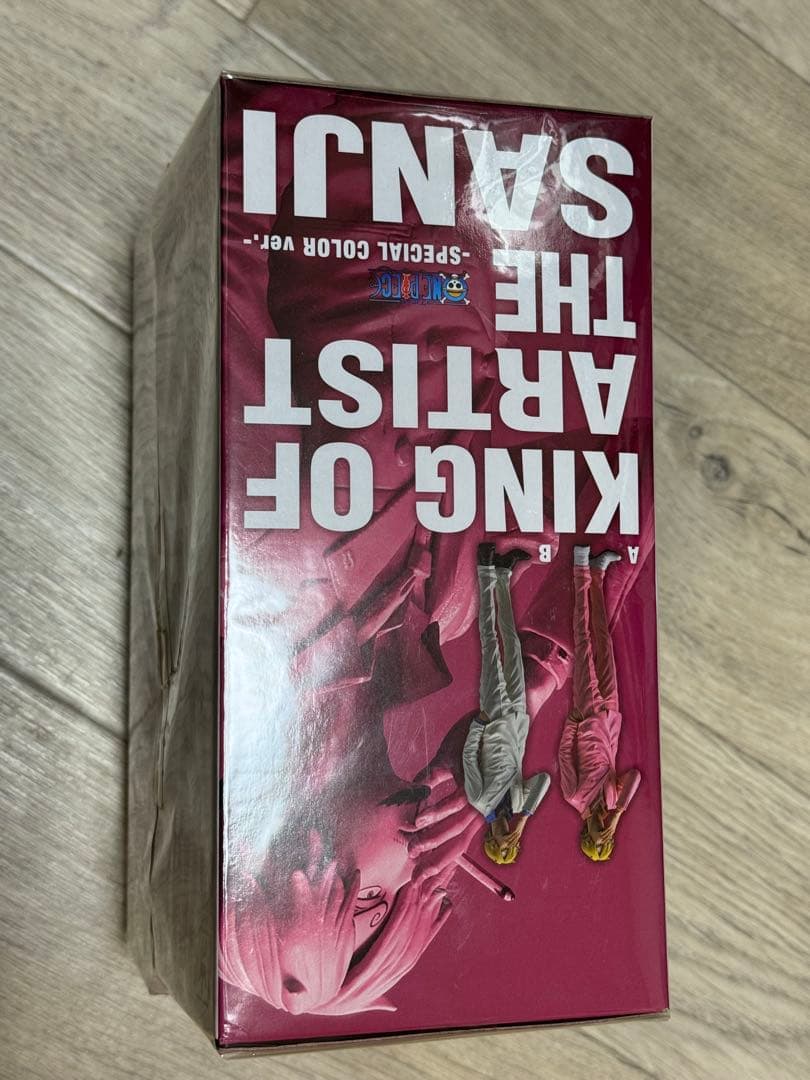 KING OF
ARTIST
THE
ONE PIECE
-SPECIAL COLOR ver.-
SANJI
A
B